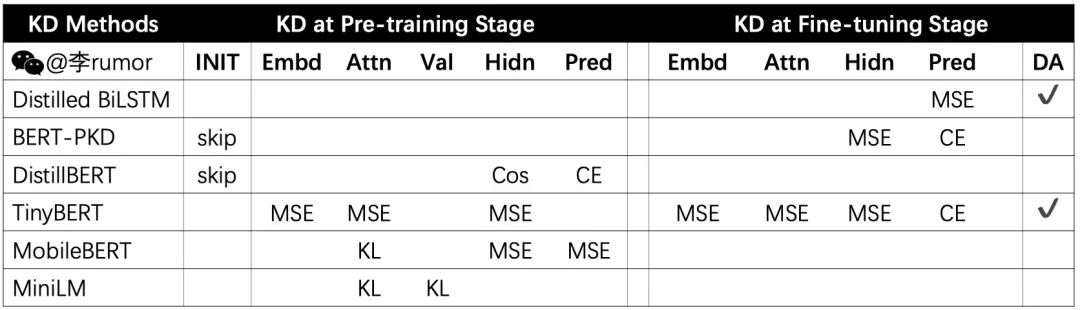 KD Methods KD at Pre-training Stage KD at Fine-tuning Stage
@李rumor INIT Embd Attn Val Hidn Pred Embd Attn Hidn Pred DA
Distilled BiLSTM MSE ✓
BERT-PKD skip MSE CE
DistillBERT skip Cos CE
TinyBERT MSE MSE MSE MSE MSE MSE CE ✓
MobileBERT KL MSE MSE
MiniLM KL KL